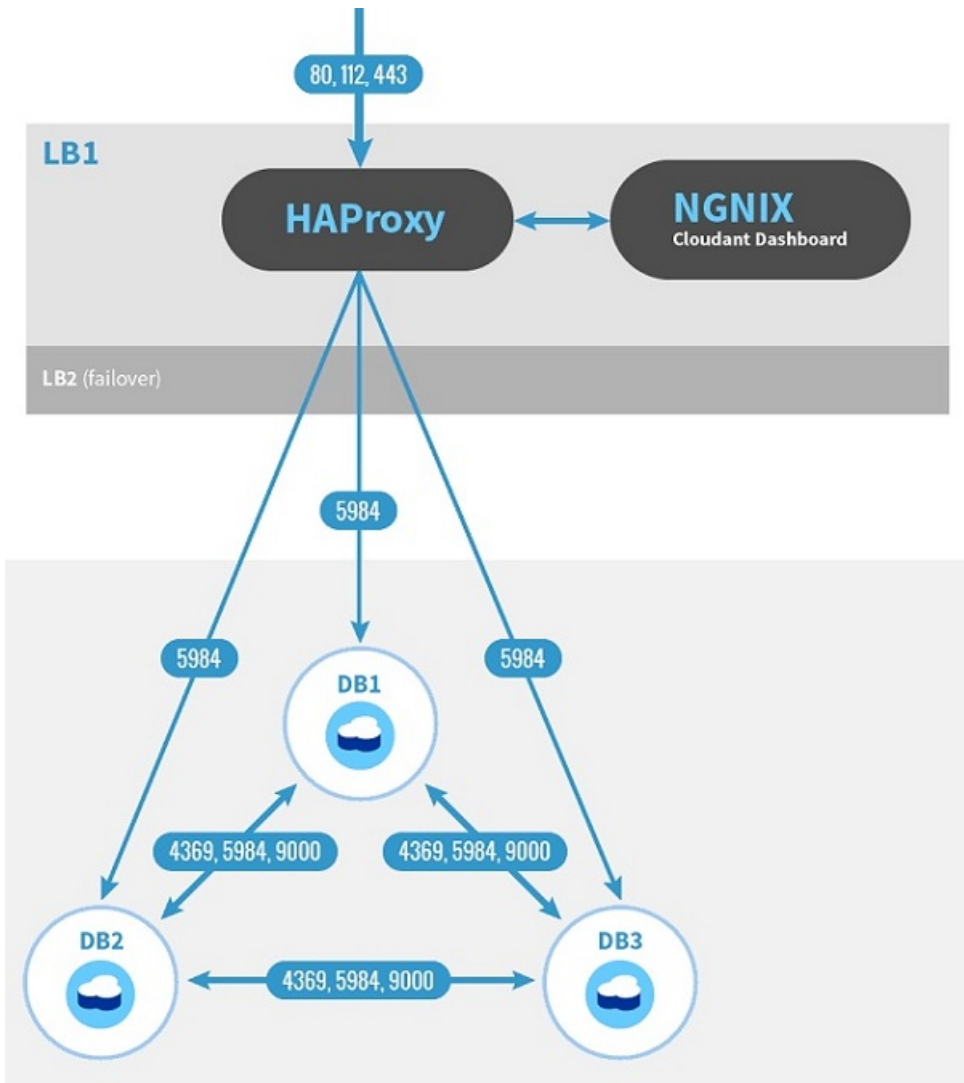 80, 112, 443
LB1
HAProxy
NGNIX
Cloudant Dashboard
LB2 (failover)
5984
5984
5984
DB1
4369, 5984, 9000
4369, 5984, 9000
DB2
DB3
4369, 5984, 9000